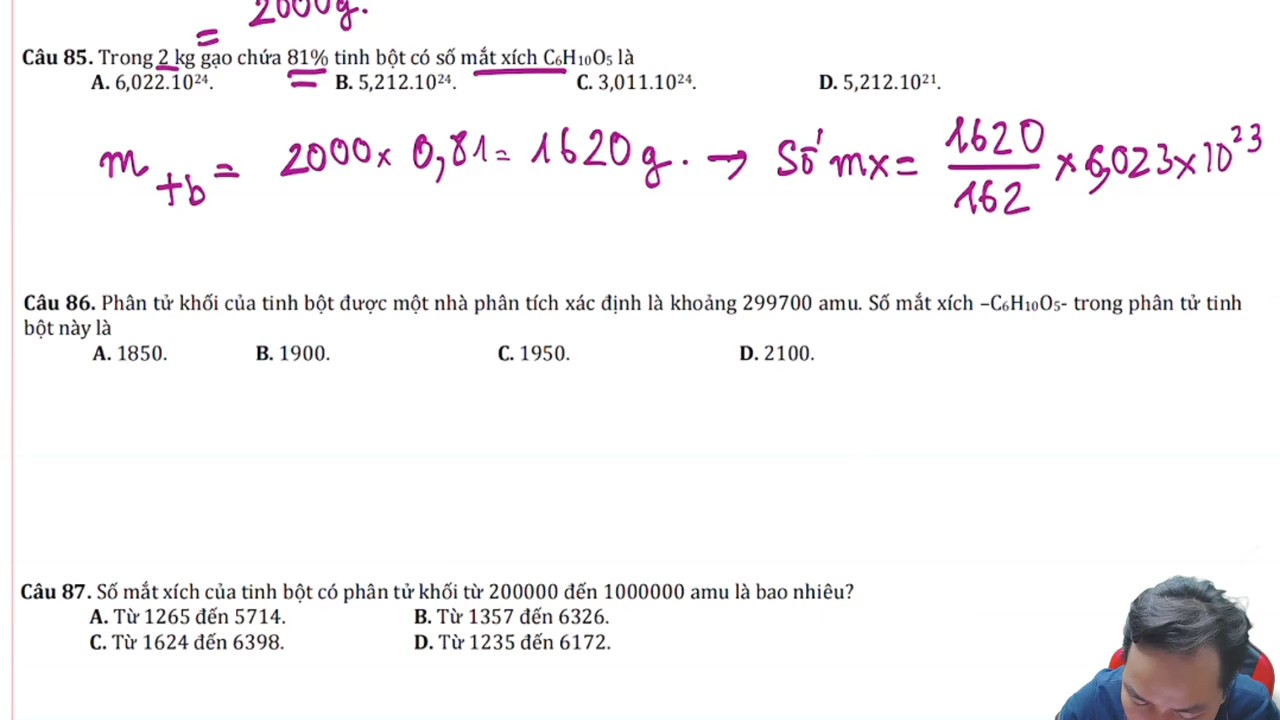 = 2000g.
Câu 85. Trong 2 kg gạo chứa 81% tinh bột có số mắt xích C₆H₁₀O₅ là
A. 6,022.10²⁴. B. 5,212.10²⁴. C. 3,011.10²⁴. D. 5,212.10²¹.
m_tb = 2000 x 0,81 = 1620 g. → Số mx = 1620/162 x 6,023 x 10²³
Câu 86. Phân tử khối của tinh bột được một nhà phân tích xác định là khoảng 299700 amu. Số mắt xích –C₆H₁₀O₅- trong phân tử tinh
bột này là
A. 1850. B. 1900. C. 1950. D. 2100.
Câu 87. Số mắt xích của tinh bột có phân tử khối từ 200000 đến 1000000 amu là bao nhiêu?
A. Từ 1265 đến 5714. B. Từ 1357 đến 6326.
C. Từ 1624 đến 6398. D. Từ 1235 đến 6172.